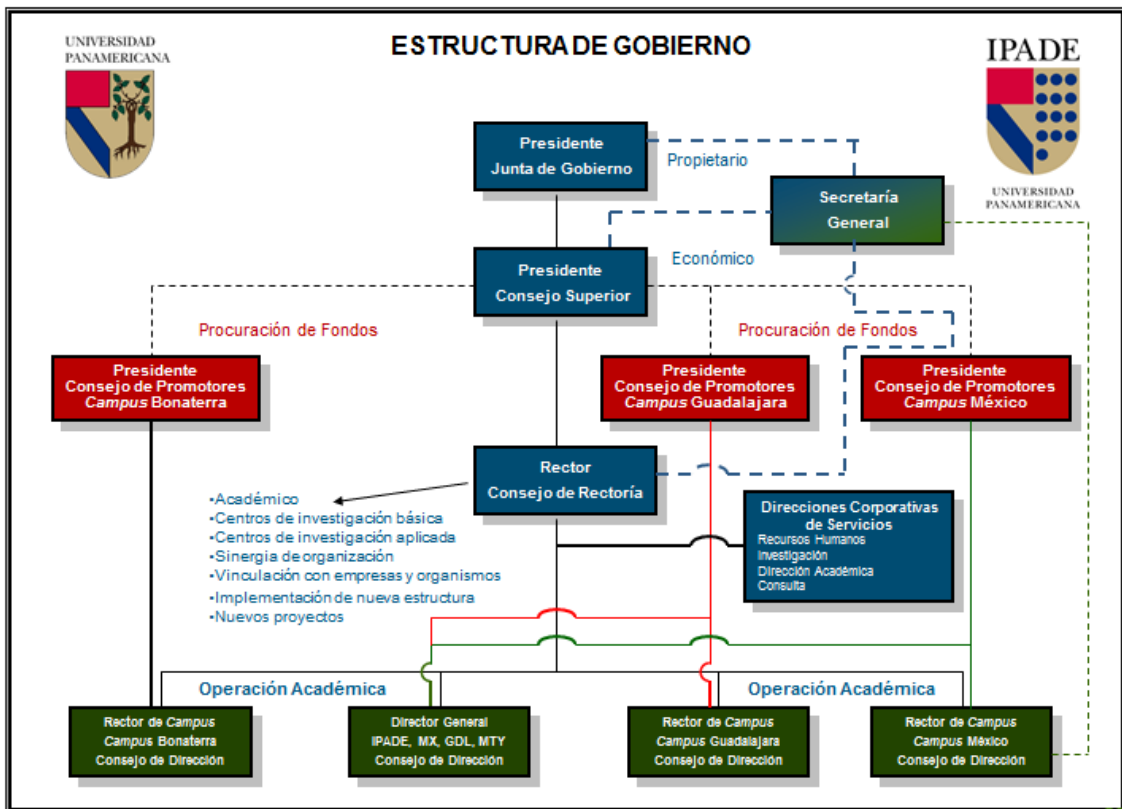 UNIVERSIDAD
PANAMERICANA
ESTRUCTURA DE GOBIERNO
IPADE
UNIVERSIDAD
PANAMERICANA
Presidente
Junta de Gobierno
Propietario
Secretaría
General
Presidente
Consejo Superior
Económico
Procuración de Fondos
Procuración de Fondos
Presidente
Consejo de Promotores
Campus Bonaterra
Presidente
Consejo de Promotores
Campus Guadalajara
Presidente
Consejo de Promotores
Campus México
Rector
Consejo de Rectoría
▪Académico
▪Centros de investigación básica
▪Centros de investigación aplicada
▪Sinergia de organización
▪Vinculación con empresas y organismos
▪Implementación de nueva estructura
▪Nuevos proyectos
Direcciones Corporativas
de Servicios
Recursos Humanos
Investigación
Dirección Académica
Consulta
Operación Académica
Operación Académica
Rector de Campus
Campus Bonaterra
Consejo de Dirección
Director General
IPADE, MX, GDL, MTY
Consejo de Dirección
Rector de Campus
Campus Guadalajara
Consejo de Dirección
Rector de Campus
Campus México
Consejo de Dirección